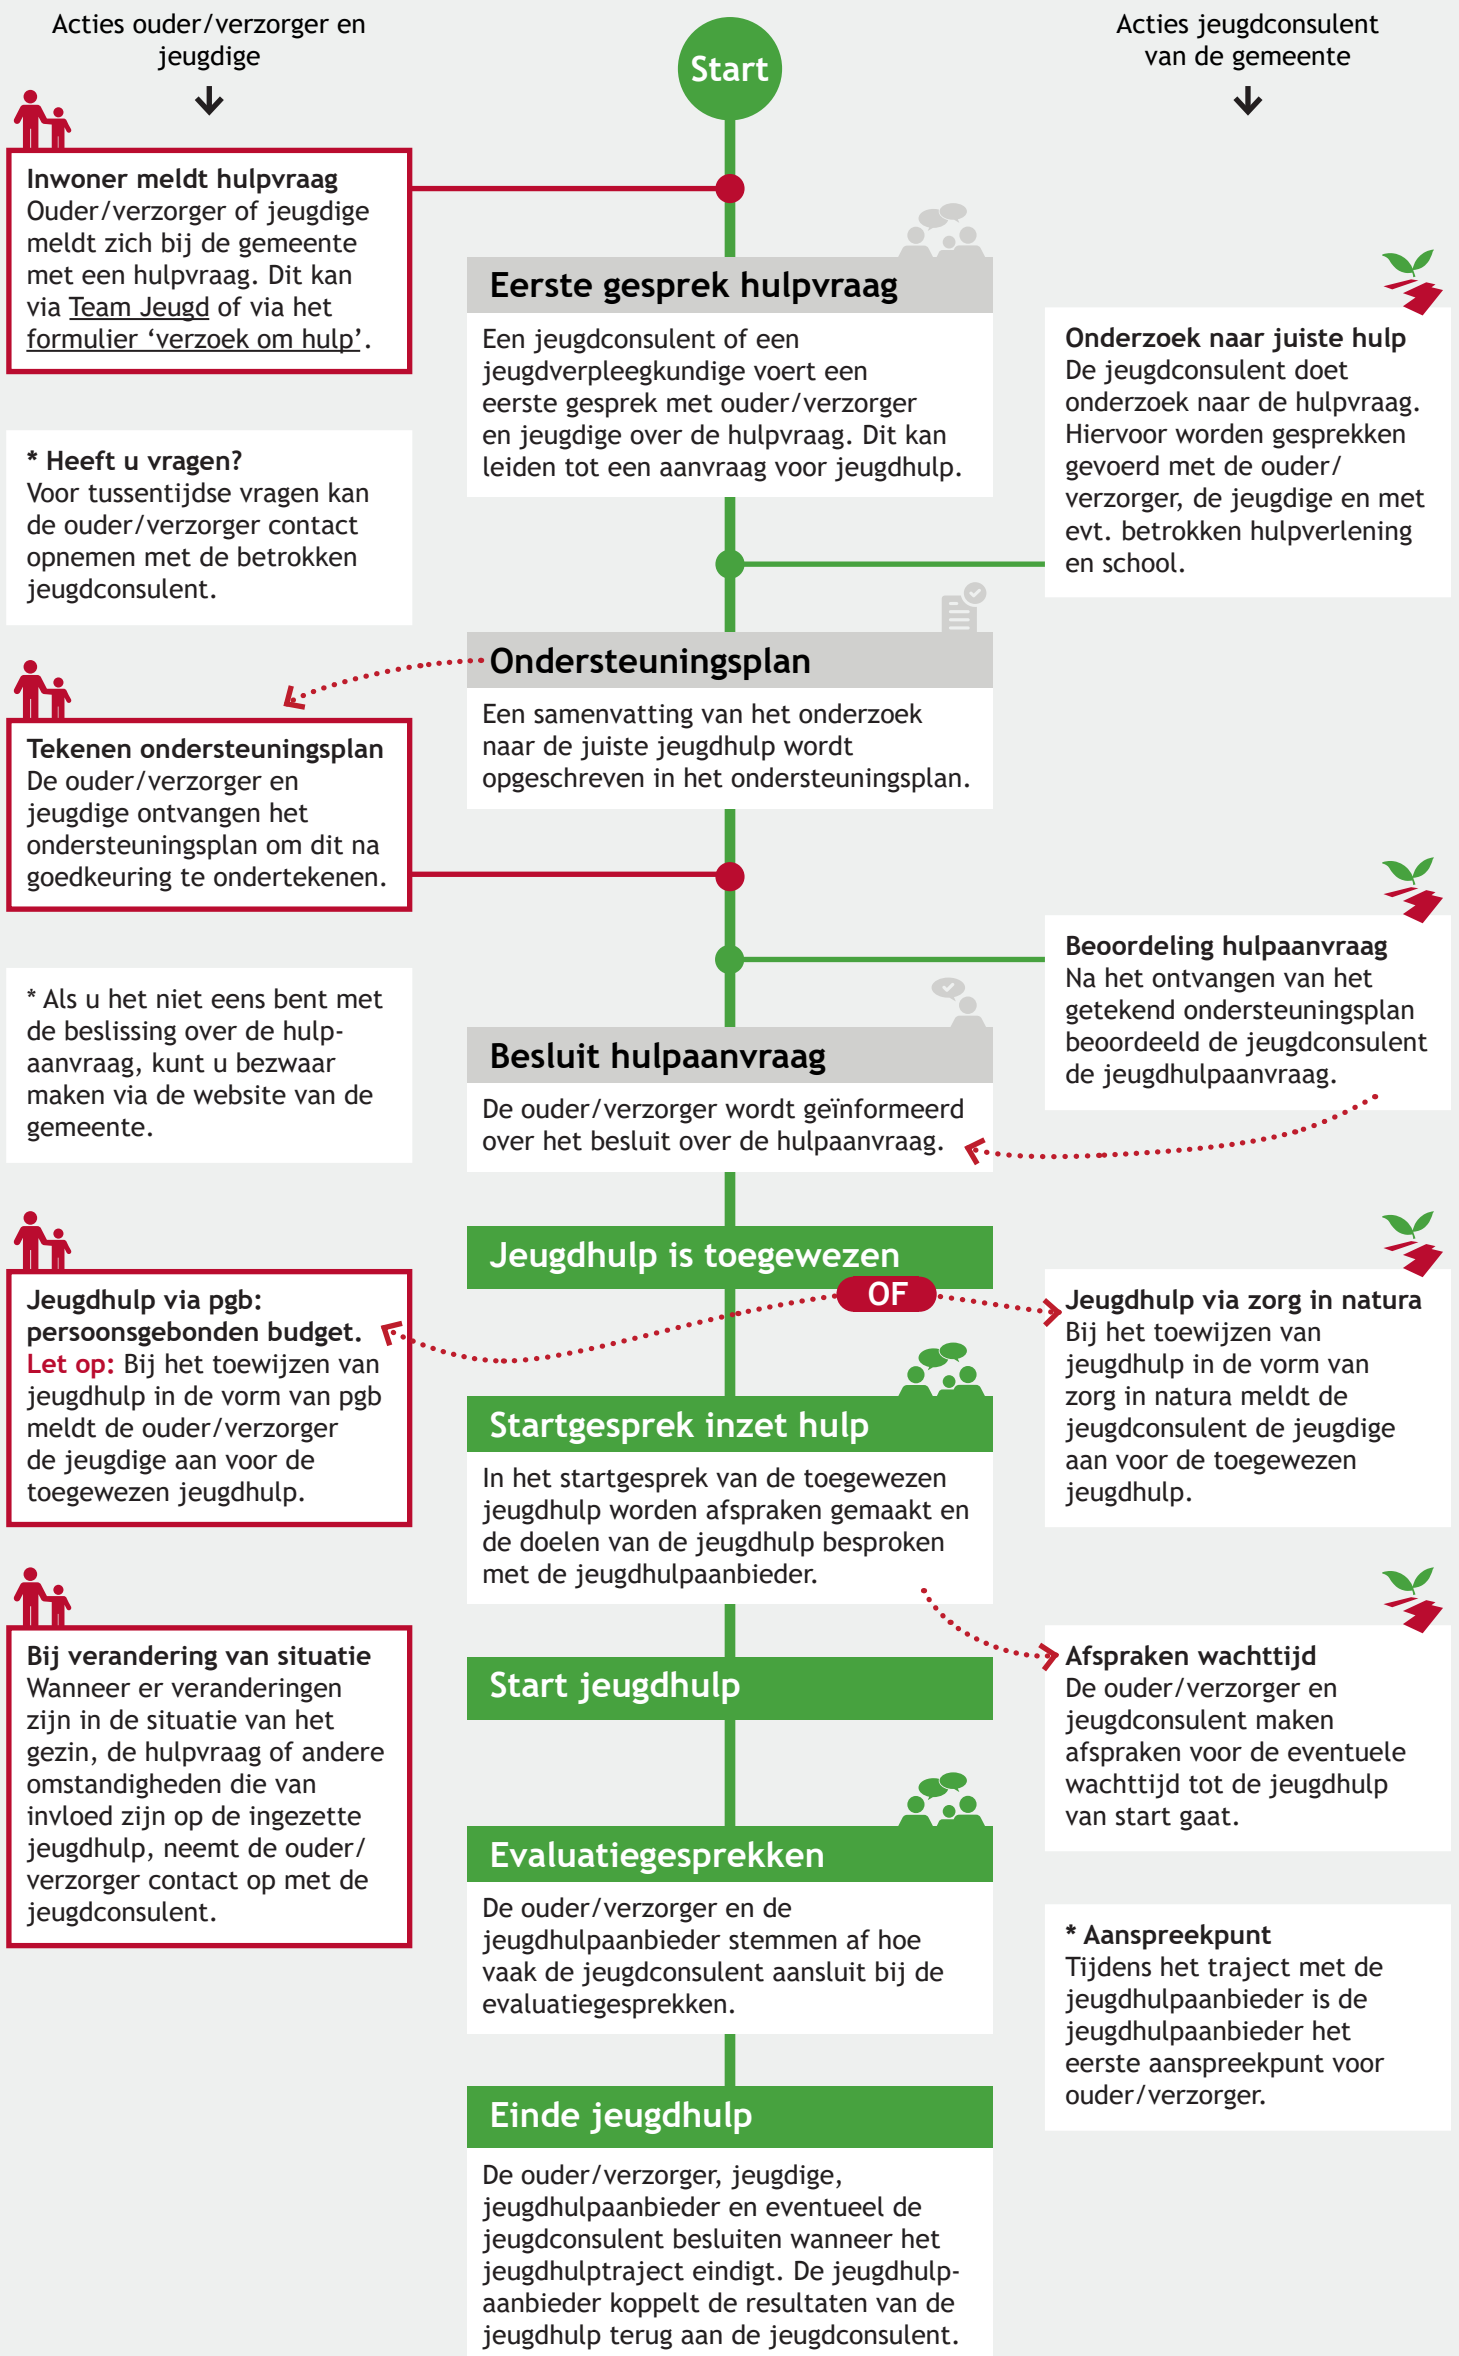 Acties ouder/verzorger en
jeugdige
Start
Acties jeugdconsulent
van de gemeente
Inwoner meldt hulpvraag
Ouder/verzorger of jeugdige
meldt zich bij de gemeente
met een hulpvraag. Dit kan
via Team Jeugd of via het
formulier ‘verzoek om hulp’.
Eerste gesprek hulpvraag
Een jeugdconsulent of een
jeugdverpleegkundige voert een
eerste gesprek met ouder/verzorger
en jeugdige over de hulpvraag. Dit kan
leiden tot een aanvraag voor jeugdhulp.
Onderzoek naar juiste hulp
De jeugdconsulent doet
onderzoek naar de hulpvraag.
Hiervoor worden gesprekken
gevoerd met de ouder/
verzorger, de jeugdige en met
evt. betrokken hulpverlening
en school.
* Heeft u vragen?
Voor tussentijdse vragen kan
de ouder/verzorger contact
opnemen met de betrokken
jeugdconsulent.
Ondersteuningsplan
Een samenvatting van het onderzoek
naar de juiste jeugdhulp wordt
opgeschreven in het ondersteuningsplan.
Tekenen ondersteuningsplan
De ouder/verzorger en
jeugdige ontvangen het
ondersteuningsplan om dit na
goedkeuring te ondertekenen.
Beoordeling hulpaanvraag
Na het ontvangen van het
getekend ondersteuningsplan
beoordeeld de jeugdconsulent
de jeugdhulpaanvraag.
* Als u het niet eens bent met
de beslissing over de hulp-
aanvraag, kunt u bezwaar
maken via de website van de
gemeente.
Besluit hulpaanvraag
De ouder/verzorger wordt geïnformeerd
over het besluit over de hulpaanvraag.
Jeugdhulp is toegewezen
OF
Jeugdhulp via pgb:
persoonsgebonden budget.
Let op: Bij het toewijzen van
jeugdhulp in de vorm van pgb
meldt de ouder/verzorger
de jeugdige aan voor de
toegewezen jeugdhulp.
Jeugdhulp via zorg in natura
Bij het toewijzen van
jeugdhulp in de vorm van
zorg in natura meldt de
jeugdconsulent de jeugdige
aan voor de toegewezen
jeugdhulp.
Startgesprek inzet hulp
In het startgesprek van de toegewezen
jeugdhulp worden afspraken gemaakt en
de doelen van de jeugdhulp besproken
met de jeugdhulpaanbieder.
Bij verandering van situatie
Wanneer er veranderingen
zijn in de situatie van het
gezin, de hulpvraag of andere
omstandigheden die van
invloed zijn op de ingezette
jeugdhulp, neemt de ouder/
verzorger contact op met de
jeugdconsulent.
Start jeugdhulp
Afspraken wachttijd
De ouder/verzorger en
jeugdconsulent maken
afspraken voor de eventuele
wachttijd tot de jeugdhulp
van start gaat.
Evaluatiegesprekken
De ouder/verzorger en de
jeugdhulpaanbieder stemmen af hoe
vaak de jeugdconsulent aansluit bij de
evaluatiegesprekken.
* Aanspreekpunt
Tijdens het traject met de
jeugdhulpaanbieder is de
jeugdhulpaanbieder het
eerste aanspreekpunt voor
ouder/verzorger.
Einde jeugdhulp
De ouder/verzorger, jeugdige,
jeugdhulpaanbieder en eventueel de
jeugdconsulent besluiten wanneer het
jeugdhulptraject eindigt. De jeugdhulp-
aanbieder koppelt de resultaten van de
jeugdhulp terug aan de jeugdconsulent.